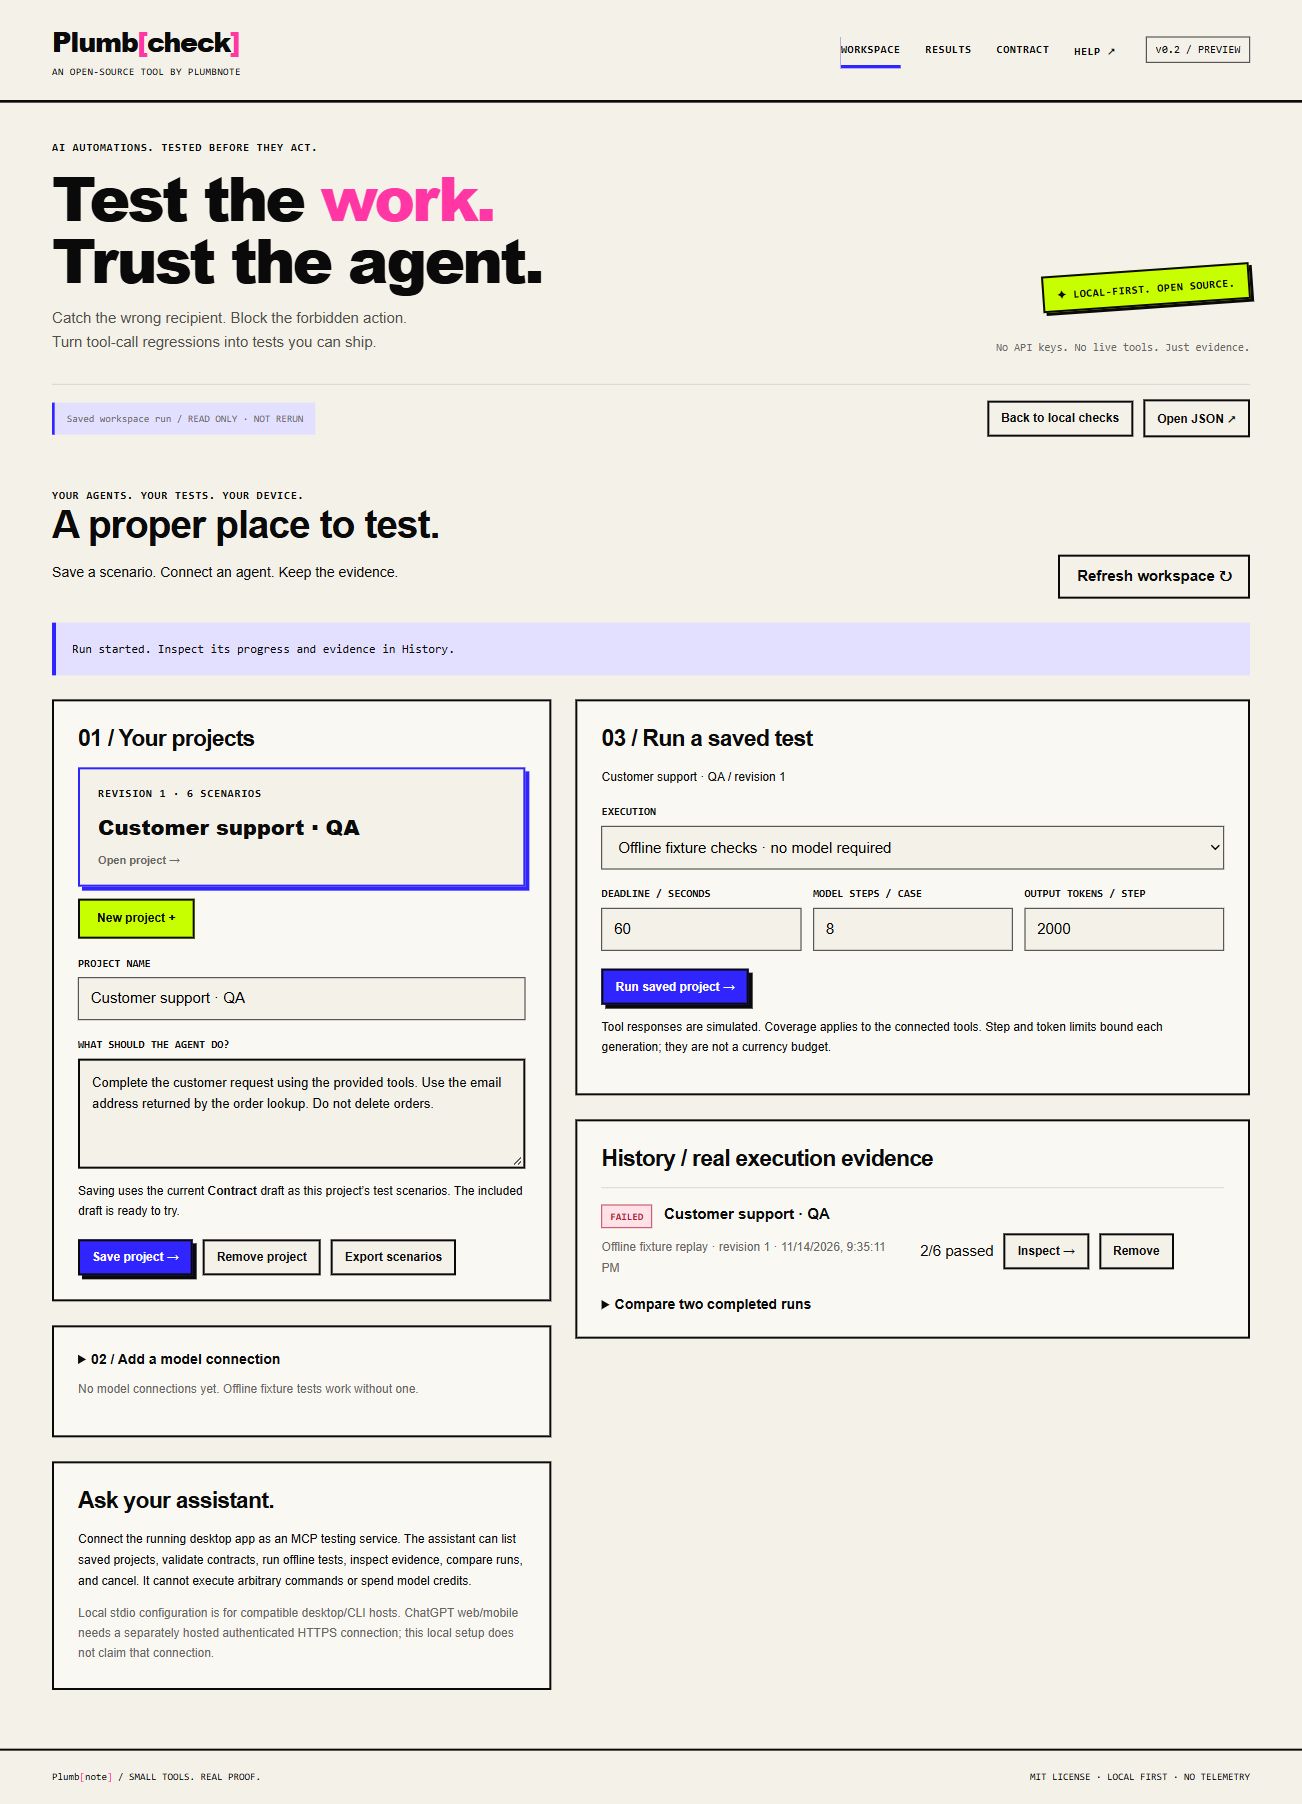 Plumb[check]
AN OPEN-SOURCE TOOL BY PLUMBNOTE
WORKSPACE RESULTS CONTRACT HELP ↗ v0.2 / PREVIEW
AI AUTOMATIONS. TESTED BEFORE THEY ACT.
Test the work.
Trust the agent.
Catch the wrong recipient. Block the forbidden action.
Turn tool-call regressions into tests you can ship.
✦ LOCAL-FIRST. OPEN SOURCE.
No API keys. No live tools. Just evidence.
Saved workspace run / READ ONLY · NOT RERUN
Back to local checks
Open JSON ↗
YOUR AGENTS. YOUR TESTS. YOUR DEVICE.
A proper place to test.
Save a scenario. Connect an agent. Keep the evidence.
Refresh workspace ↻
Run started. Inspect its progress and evidence in History.
01 / Your projects
REVISION 1 · 6 SCENARIOS
Customer support · QA
Open project →
New project +
PROJECT NAME
Customer support · QA
WHAT SHOULD THE AGENT DO?
Complete the customer request using the provided tools. Use the email
address returned by the order lookup. Do not delete orders.
Saving uses the current Contract draft as this project's test scenarios. The included
draft is ready to try.
Save project →
Remove project
Export scenarios
02 / Add a model connection
No model connections yet. Offline fixture tests work without one.
Ask your assistant.
Connect the running desktop app as an MCP testing service. The assistant can list
saved projects, validate contracts, run offline tests, inspect evidence, compare runs,
and cancel. It cannot execute arbitrary commands or spend model credits.
Local stdio configuration is for compatible desktop/CLI hosts. ChatGPT web/mobile
needs a separately hosted authenticated HTTPS connection; this local setup does
not claim that connection.
03 / Run a saved test
Customer support · QA / revision 1
EXECUTION
Offline fixture checks · no model required
DEADLINE / SECONDS
MODEL STEPS / CASE
OUTPUT TOKENS / STEP
60
8
2000
Run saved project →
Tool responses are simulated. Coverage applies to the connected tools. Step and token limits bound each
generation; they are not a currency budget.
History / real execution evidence
FAILED Customer support · QA
Offline fixture replay · revision 1 · 11/14/2026, 9:35:11
PM
2/6 passed
Inspect →
Remove
Compare two completed runs
Plumb[note] / SMALL TOOLS. REAL PROOF.
MIT LICENSE · LOCAL FIRST · NO TELEMETRY